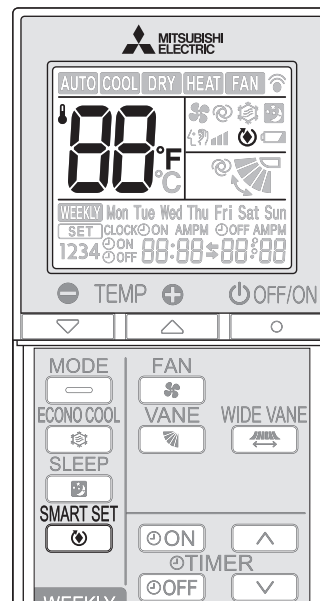 MITSUBISHI
ELECTRIC
AUTO COOL DRY HEAT FAN
88°F
°C
WEEKLY Mon Tue Wed Thu Fri Sat Sun
SET CLOCK ON AMPM OFF AMPM
1234 ON OFF 88:88 88:88
TEMP OFF/ON
MODE FAN
ECONO COOL VANE WIDE VANE
SLEEP
SMART SET
ON
TIMER
OFF
WEEKLY